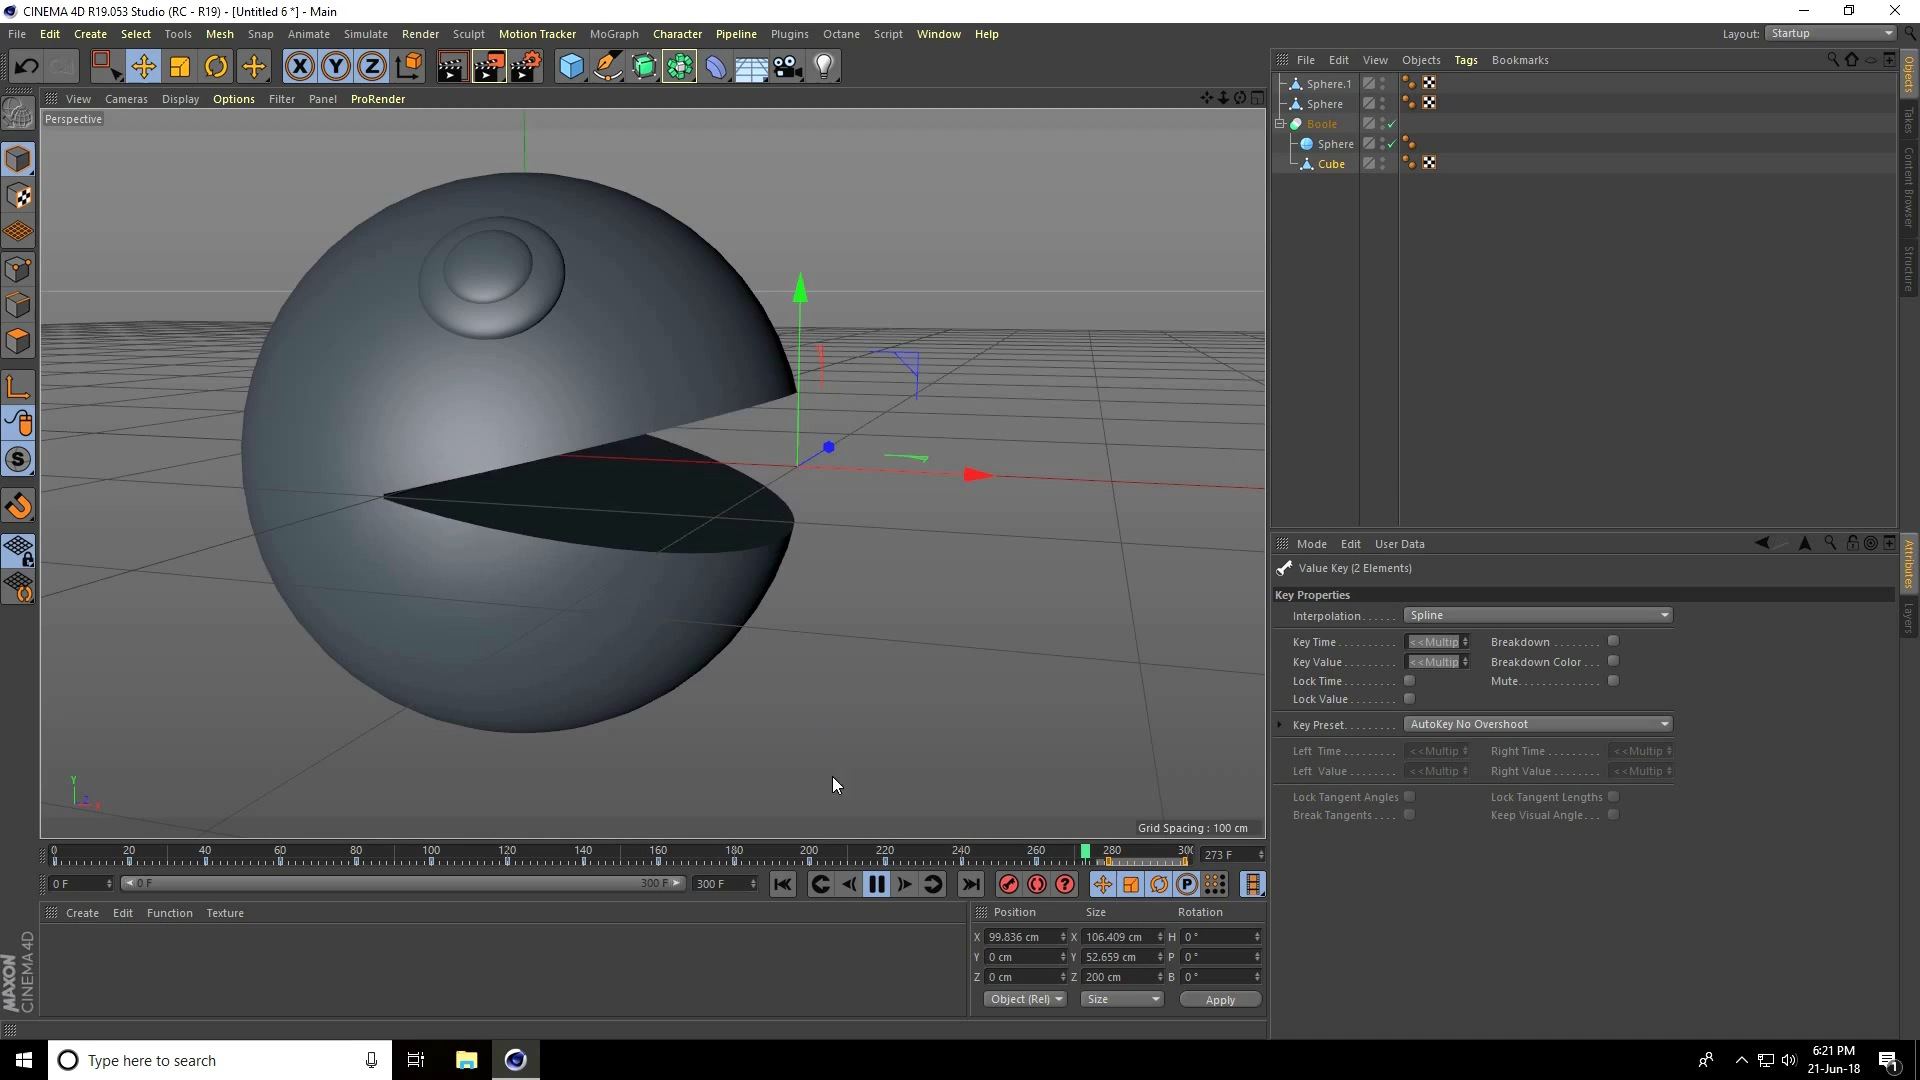 CINEMA 4D R19.053 Studio (RC - R19) - [Untitled 6 *] - Main
File Edit Create Select Tools Mesh Snap Animate Simulate Render Sculpt Motion Tracker MoGraph Character Pipeline Plugins Octane Script Window Help
Layout: Startup
X Y Z
File Edit View Objects Tags Bookmarks
View Cameras Display Options Filter Panel ProRender
Perspective
Sphere.1
Sphere
Boole
Sphere
Cube
Objects
Takes
Content Browser
Structure
Attributes
Layers
Mode Edit User Data
Value Key (2 Elements)
Key Properties
Interpolation...... Spline
Key Time......... <<Multip Breakdown........
Key Value........ <<Multip Breakdown Color...
Lock Time........ Mute.............
Lock Value.......
Key Preset........ AutoKey No Overshoot
Left Time......... <<Multip Right Time........ <<Multip
Left Value........ <<Multip Right Value....... <<Multip
Lock Tangent Angles Lock Tangent Lengths
Break Tangents.... Keep Visual Angle...
S
Y
Z
X
Grid Spacing : 100 cm
0 20 40 60 80 100 120 140 160 180 200 220 240 260 280 300 273 F
0 F 0 F 300 F 300 F
P
Create Edit Function Texture
Position Size Rotation
X 99.836 cm X 106.409 cm H 0 °
Y 0 cm Y 52.659 cm P 0 °
Z 0 cm Z 200 cm B 0 °
Object (Rel) Size Apply
MAXON
CINEMA 4D
Type here to search
6:21 PM
21-Jun-18
1